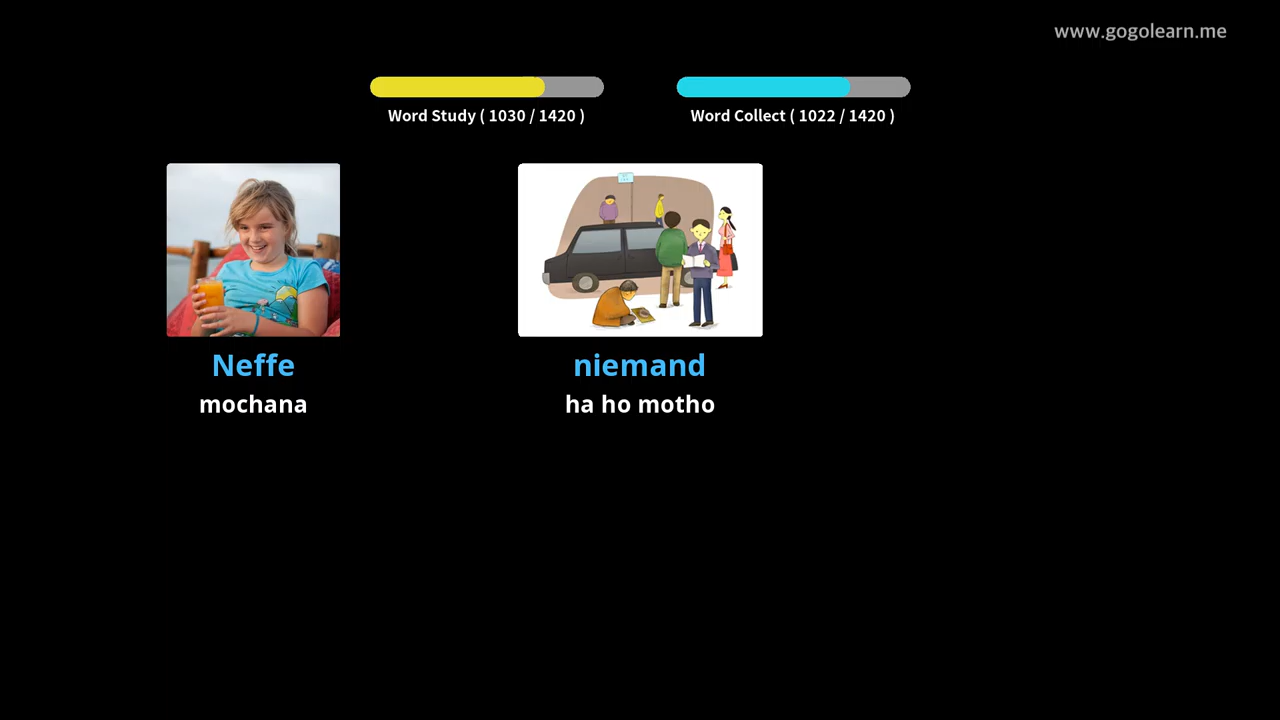 www.gogolearn.me
Word Study ( 1030 / 1420 )
Word Collect ( 1022 / 1420 )
Neffe
mochana
niemand
ha ho motho